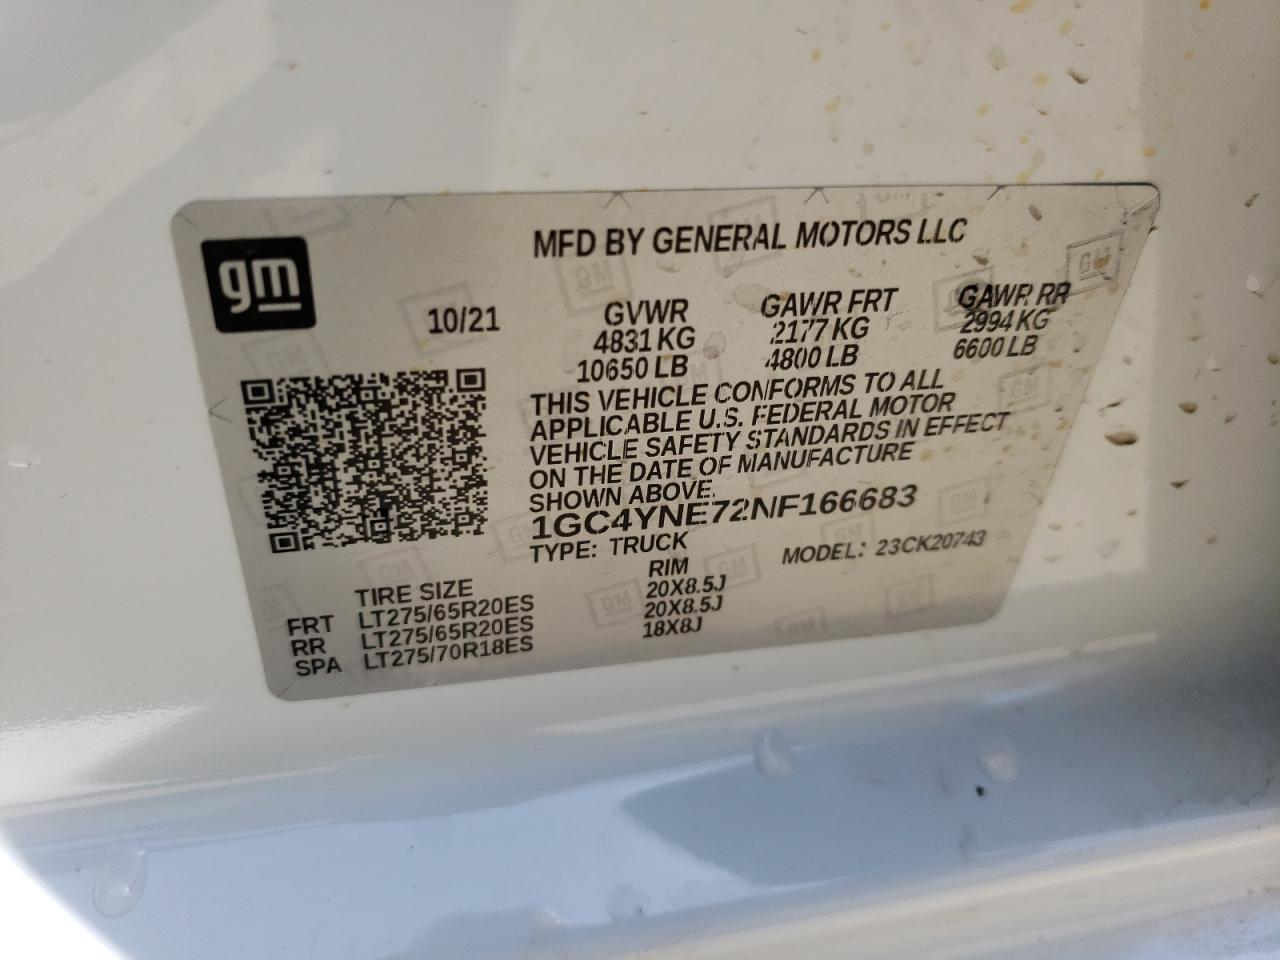 gm
MFD BY GENERAL MOTORS LLC
10/21
GVWR
4831 KG
10650 LB
GAWR FRT
2177 KG
4800 LB
GAWR RR
2994 KG
6600 LB
THIS VEHICLE CONFORMS TO ALL
APPLICABLE U.S. FEDERAL MOTOR
VEHICLE SAFETY STANDARDS IN EFFECT
ON THE DATE OF MANUFACTURE
SHOWN ABOVE.
1GC4YNE72NF166683
TYPE: TRUCK
MODEL: 23CK20743
TIRE SIZE
RIM
FRT LT275/65R20ES 20X8.5J
RR LT275/65R20ES 20X8.5J
SPA LT275/70R18ES 18X8J